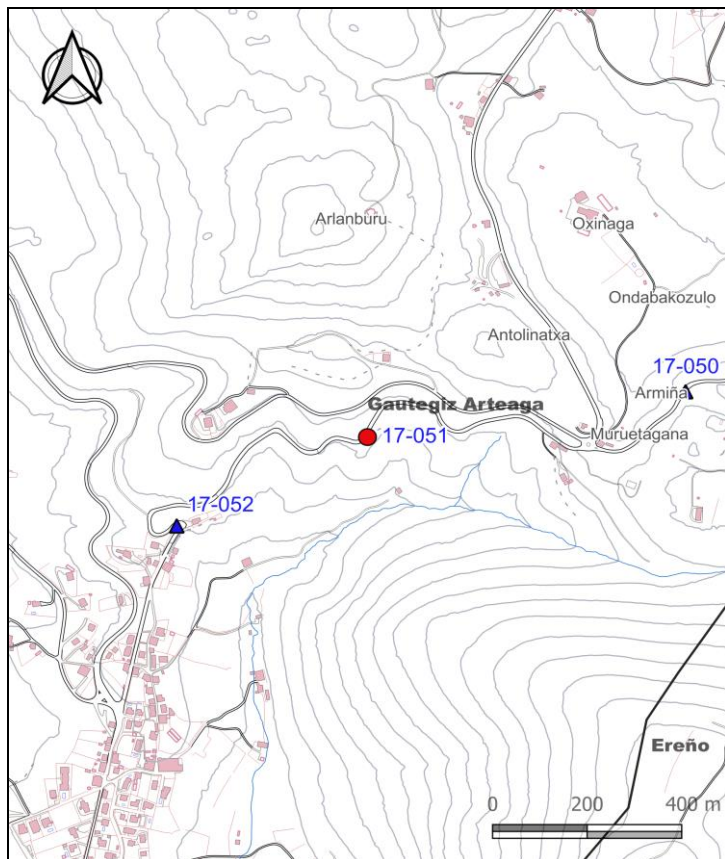 Arlanburu
Oxinaga
Ondabakozulo
Antolinatxa
17-050
Armiña
Gautegiz Arteaga
17-051
Muruetagana
17-052
Ereño
0 200 400 m